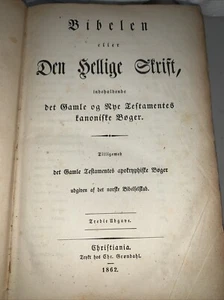 Bibelen
eller
Den Hellige Skrift,
indeholdende
det Gamle og Nye Testamentes
kanoniske Bøger.
Tilligemed
det Gamle Testamentes apokryphiske Bøger
udgiven af det norske Bibelselskab.
Tredie Udgave.
Christiania.
Trykt hos Chr. Grøndahl.
1862.